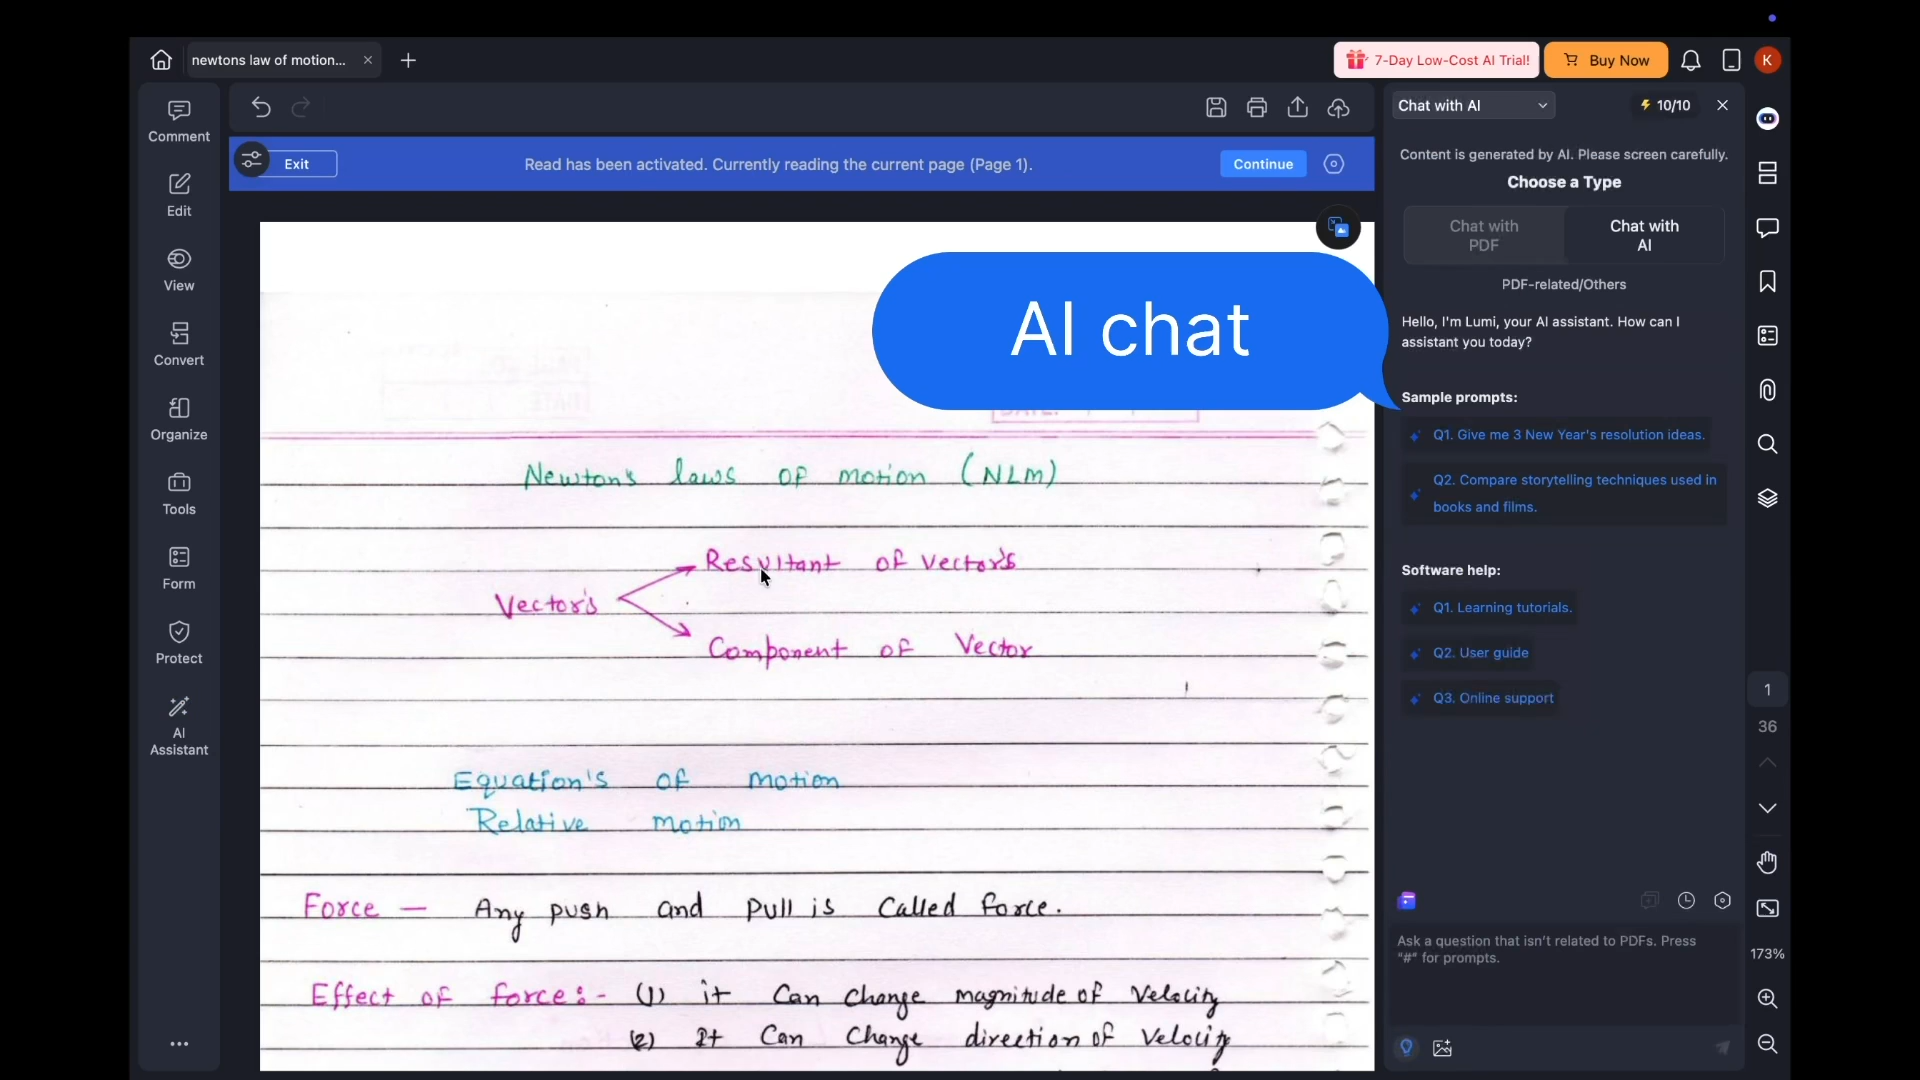 newtons law of motion...
7-Day Low-Cost AI Trial!
Buy Now
K
Comment
Edit
View
Convert
Organize
Tools
Form
Protect
AI
Assistant
Exit
Read has been activated. Currently reading the current page (Page 1).
Continue
AI chat
Newton's laws of motion (NLM)
Vector's
Resultant of Vector's
Component of Vector
Equation's of motion
Relative motion
Force — Any push and Pull is Called force.
Effect of force:- (1) it Can Change magnitude of Velocity
(2) It Can Change direction of Velocity
Chat with AI
10/10
Content is generated by AI. Please screen carefully.
Choose a Type
Chat with
PDF
Chat with
AI
PDF-related/Others
Hello, I'm Lumi, your AI assistant. How can I
assistant you today?
Sample prompts:
Q1. Give me 3 New Year's resolution ideas.
Q2. Compare storytelling techniques used in
books and films.
Software help:
Q1. Learning tutorials.
Q2. User guide
Q3. Online support
Ask a question that isn't related to PDFs. Press
"#" for prompts.
1
36
173%